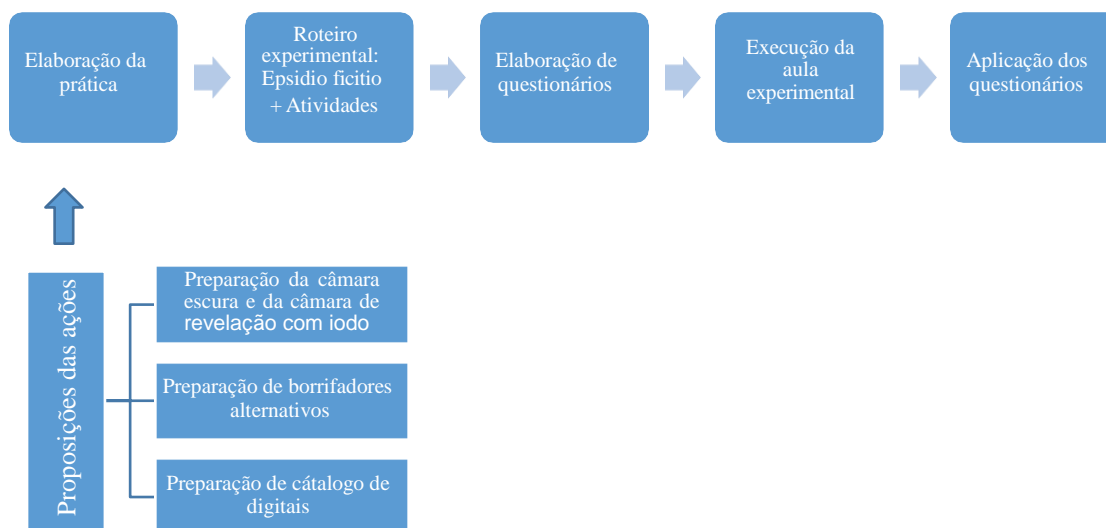 Elaboração da
prática
Roteiro
experimental:
Epsidio ficitio
+ Atividades
Elaboração de
questionários
Execução da
aula
experimental
Aplicação dos
questionários
Proposições das ações
Preparação da câmara
escura e da câmara de
revelação com iodo
Preparação de borrifadores
alternativos
Preparação de cátalogo de
digitais